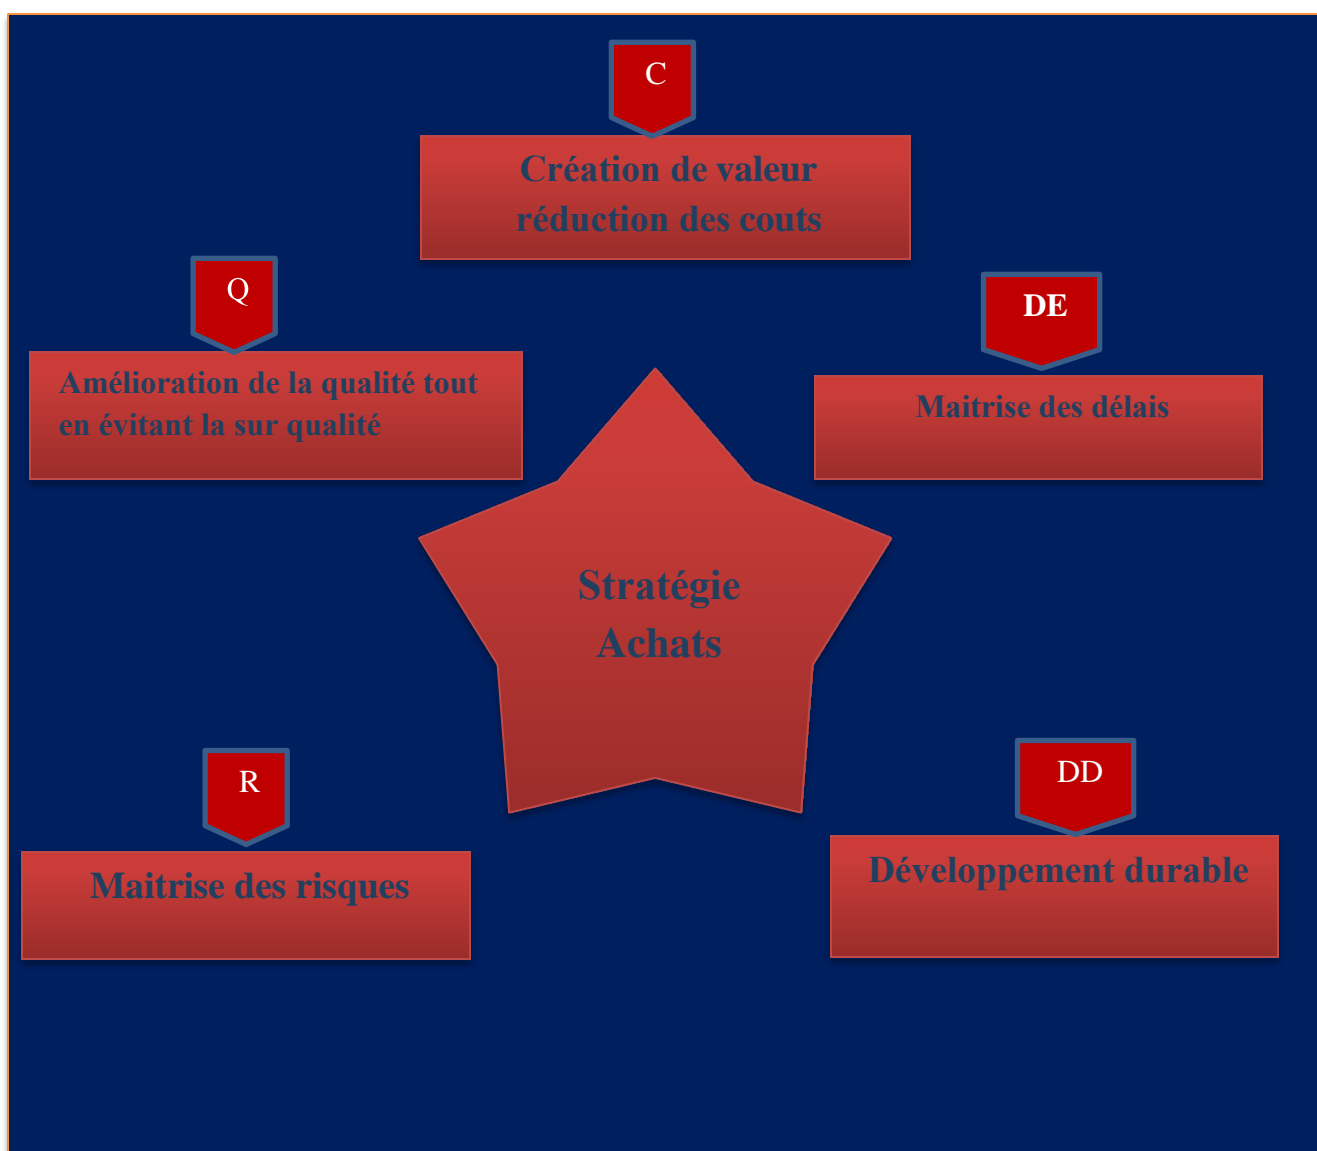 C
Création de valeur
réduction des couts
Q
Amélioration de la qualité tout
en évitant la sur qualité
DE
Maitrise des délais
Stratégie
Achats
R
Maitrise des risques
DD
Développement durable